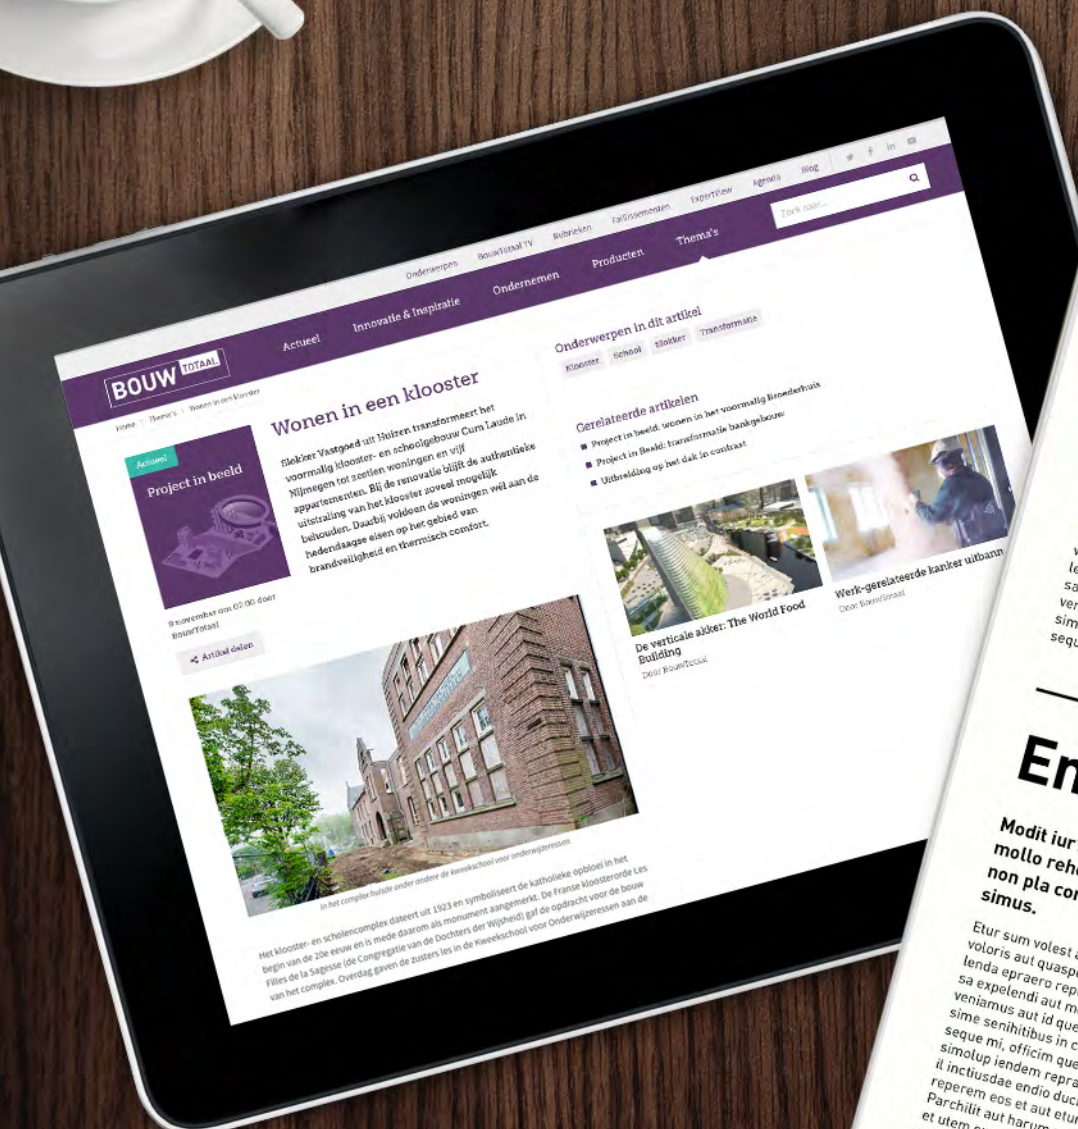 Onderwerpen BouwTotaal TV Rubrieken Faillissementen ExpertView Agenda Blog
BOUW TOTAAL
Actueel Innovatie & Inspiratie Ondernemen Producten Thema's
Zoek naar...
Home Thema's Wonen in een klooster
Actueel
Project in beeld
9 november om 07:00 door
BouwTotaal
Artikel delen
Wonen in een klooster
Slokker Vastgoed uit Huizen transformeert het
voormalig klooster- en schoolgebouw Cum Laude in
Nijmegen tot zestien woningen en vijf
appartementen. Bij de renovatie blijft de authentieke
uitstraling van het klooster zoveel mogelijk
behouden. Daarbij voldoen de woningen wél aan de
hedendaagse eisen op het gebied van
brandveiligheid en thermisch comfort.
In het complex huisde onder andere de kweekschool voor onderwijzeressen.
Het klooster- en scholencomplex dateert uit 1923 en symboliseert de katholieke opbloei in het
begin van de 20e eeuw en is mede daarom als monument aangemerkt. De Franse kloosterorde Les
Filles de la Sagesse (de Congregatie van de Dochters der Wijsheid) gaf de opdracht voor de bouw
van het complex. Overdag gaven de zusters les in de Kweekschool voor Onderwijzeressen aan de
Onderwerpen in dit artikel
Klooster School Slokker Transformatie
Gerelateerde artikelen
Project in beeld: wonen in het voormalig Broederhuis
Project in Beeld: transformatie bankgebouw
Uitbreiding op het dak in contrast
De verticale akker: The World Food
Building
Door BouwTotaal
Werk-gerelateerde kanker uitbann
Door BouwTotaal
le
sa
ver
sim
sequ
En
Modit iur
mollo reh
non pla co
simus.
Etur sum volest a
voloris aut quasp
lenda epraero rep
sa expelendi aut m
veniamus aut id que
sime senihitibus in c
seque mi, officim que
simolup iendem repra
il inctiusdae endio duc
reperem eos et aut etur
Parchilit aut harum
et utem